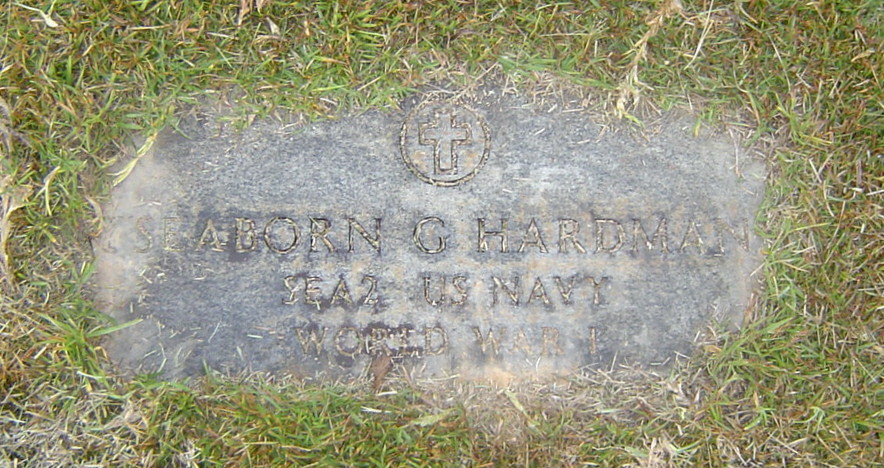 SEABORN G HARDMAN
SEA2 US NAVY
WORLD WAR I